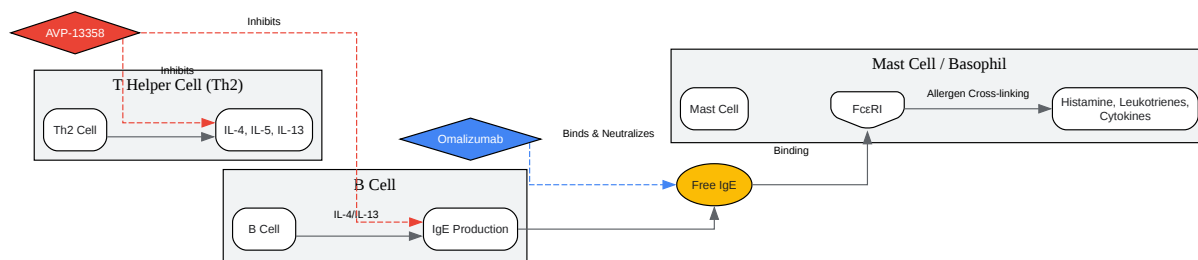 Inhibits
AVP-13358
Inhibits
T Helper Cell (Th2)
Th2 Cell
IL-4, IL-5, IL-13
Mast Cell / Basophil
Mast Cell
FcεRI
Allergen Cross-linking
Histamine, Leukotrienes,
Cytokines
Omalizumab
Binds & Neutralizes
Binding
Free IgE
B Cell
B Cell
IL-4/IL-13
IgE Production